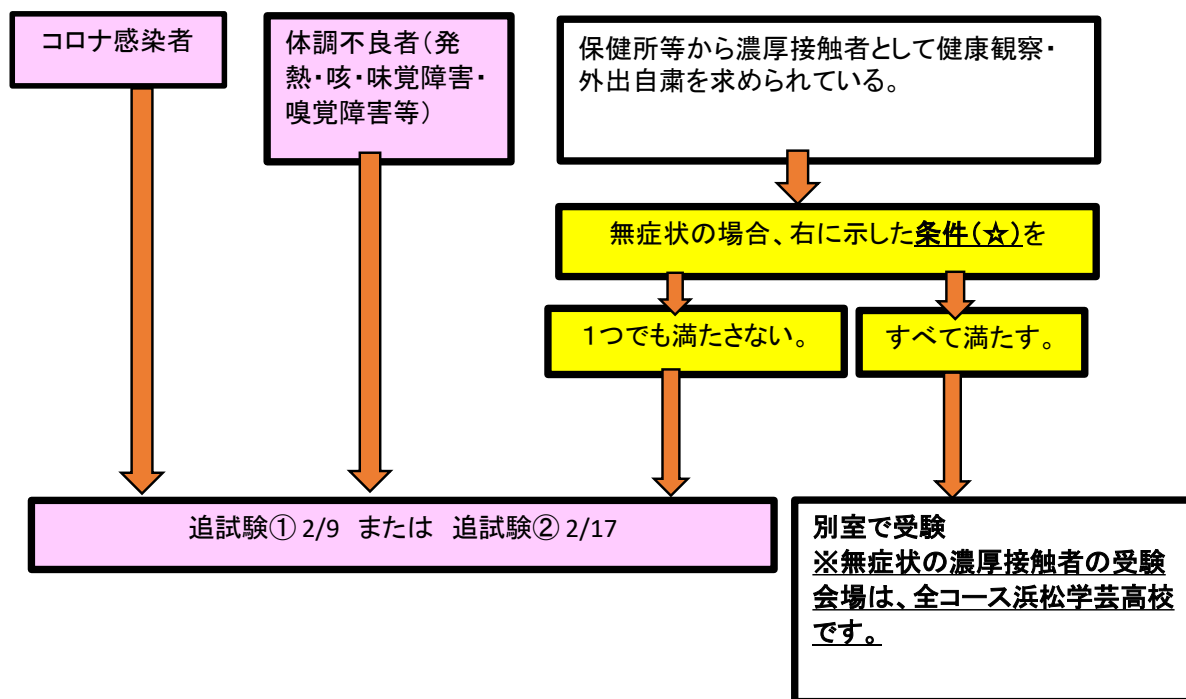 コロナ感染者
体調不良者(発
熱・咳・味覚障害・
嗅覚障害等)
保健所等から濃厚接触者として健康観察・
外出自粛を求められている。
無症状の場合、右に示した条件(☆)を
1つでも満たさない。
すべて満たす。
追試験① 2/9 または 追試験② 2/17
別室で受験
※無症状の濃厚接触者の受験
会場は、全コース浜松学芸高校
です。